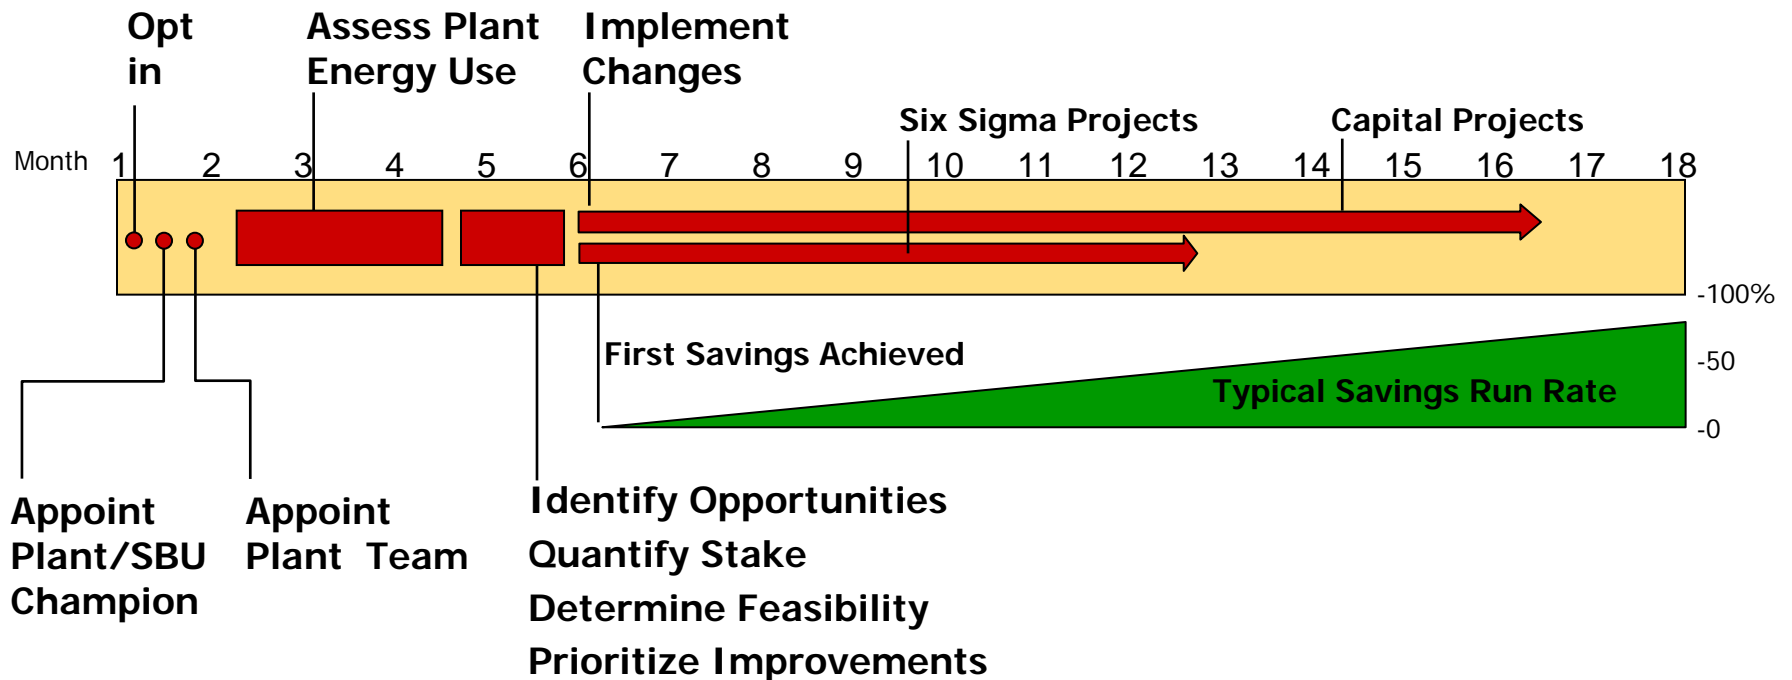 Opt
in
Assess Plant
Energy Use
Implement
Changes
Six Sigma Projects
Capital Projects
Month 1 2 3 4 5 6 7 8 9 10 11 12 13 14 15 16 17 18
-100%
First Savings Achieved
-50
Typical Savings Run Rate
-0
Appoint
Plant/SBU
Champion
Appoint
Plant Team
Identify Opportunities
Quantify Stake
Determine Feasibility
Prioritize Improvements